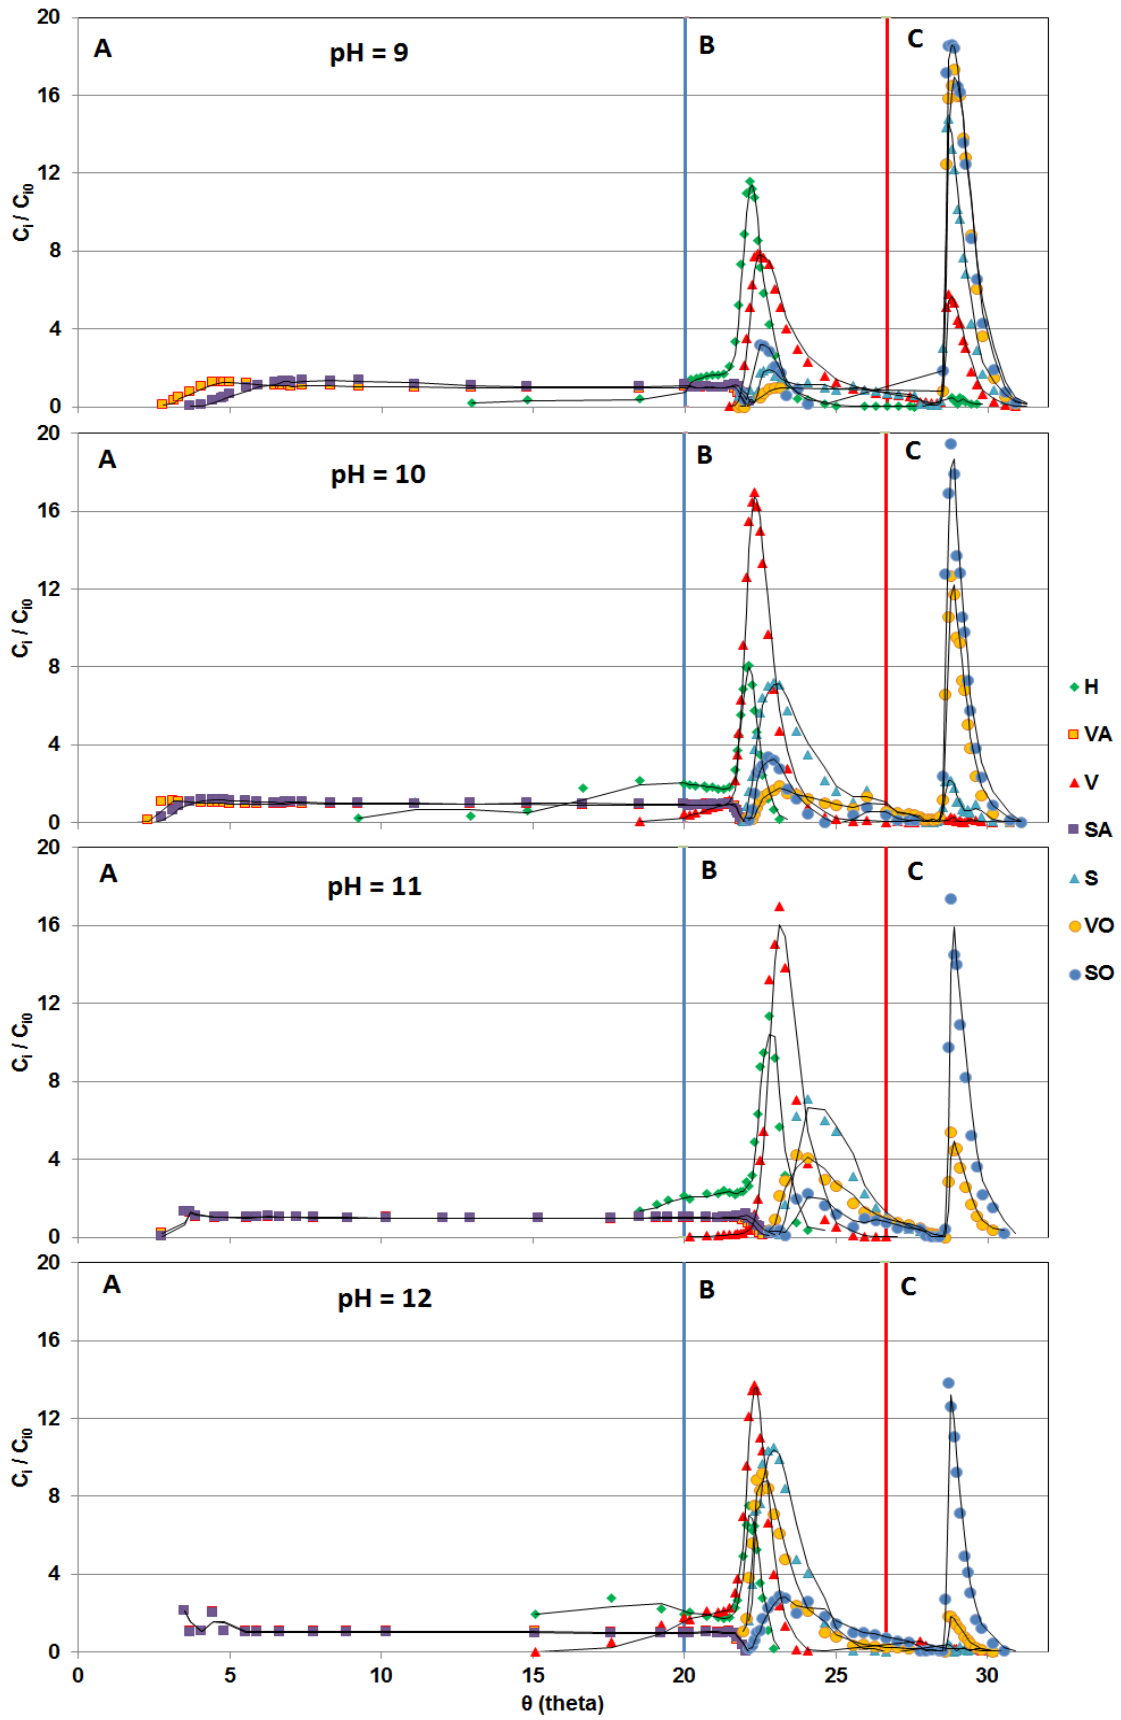 20
A
pH = 9
B
C
16
12
8
4
0
Ci / Ci0
20
A
pH = 10
B
C
16
12
8
4
0
Ci / Ci0
H
VA
V
SA
S
VO
SO
20
A
pH = 11
B
C
16
12
8
4
0
Ci / Ci0
20
A
pH = 12
B
C
16
12
8
4
0
Ci / Ci0
0 5 10 15 20 25 30
θ (theta)